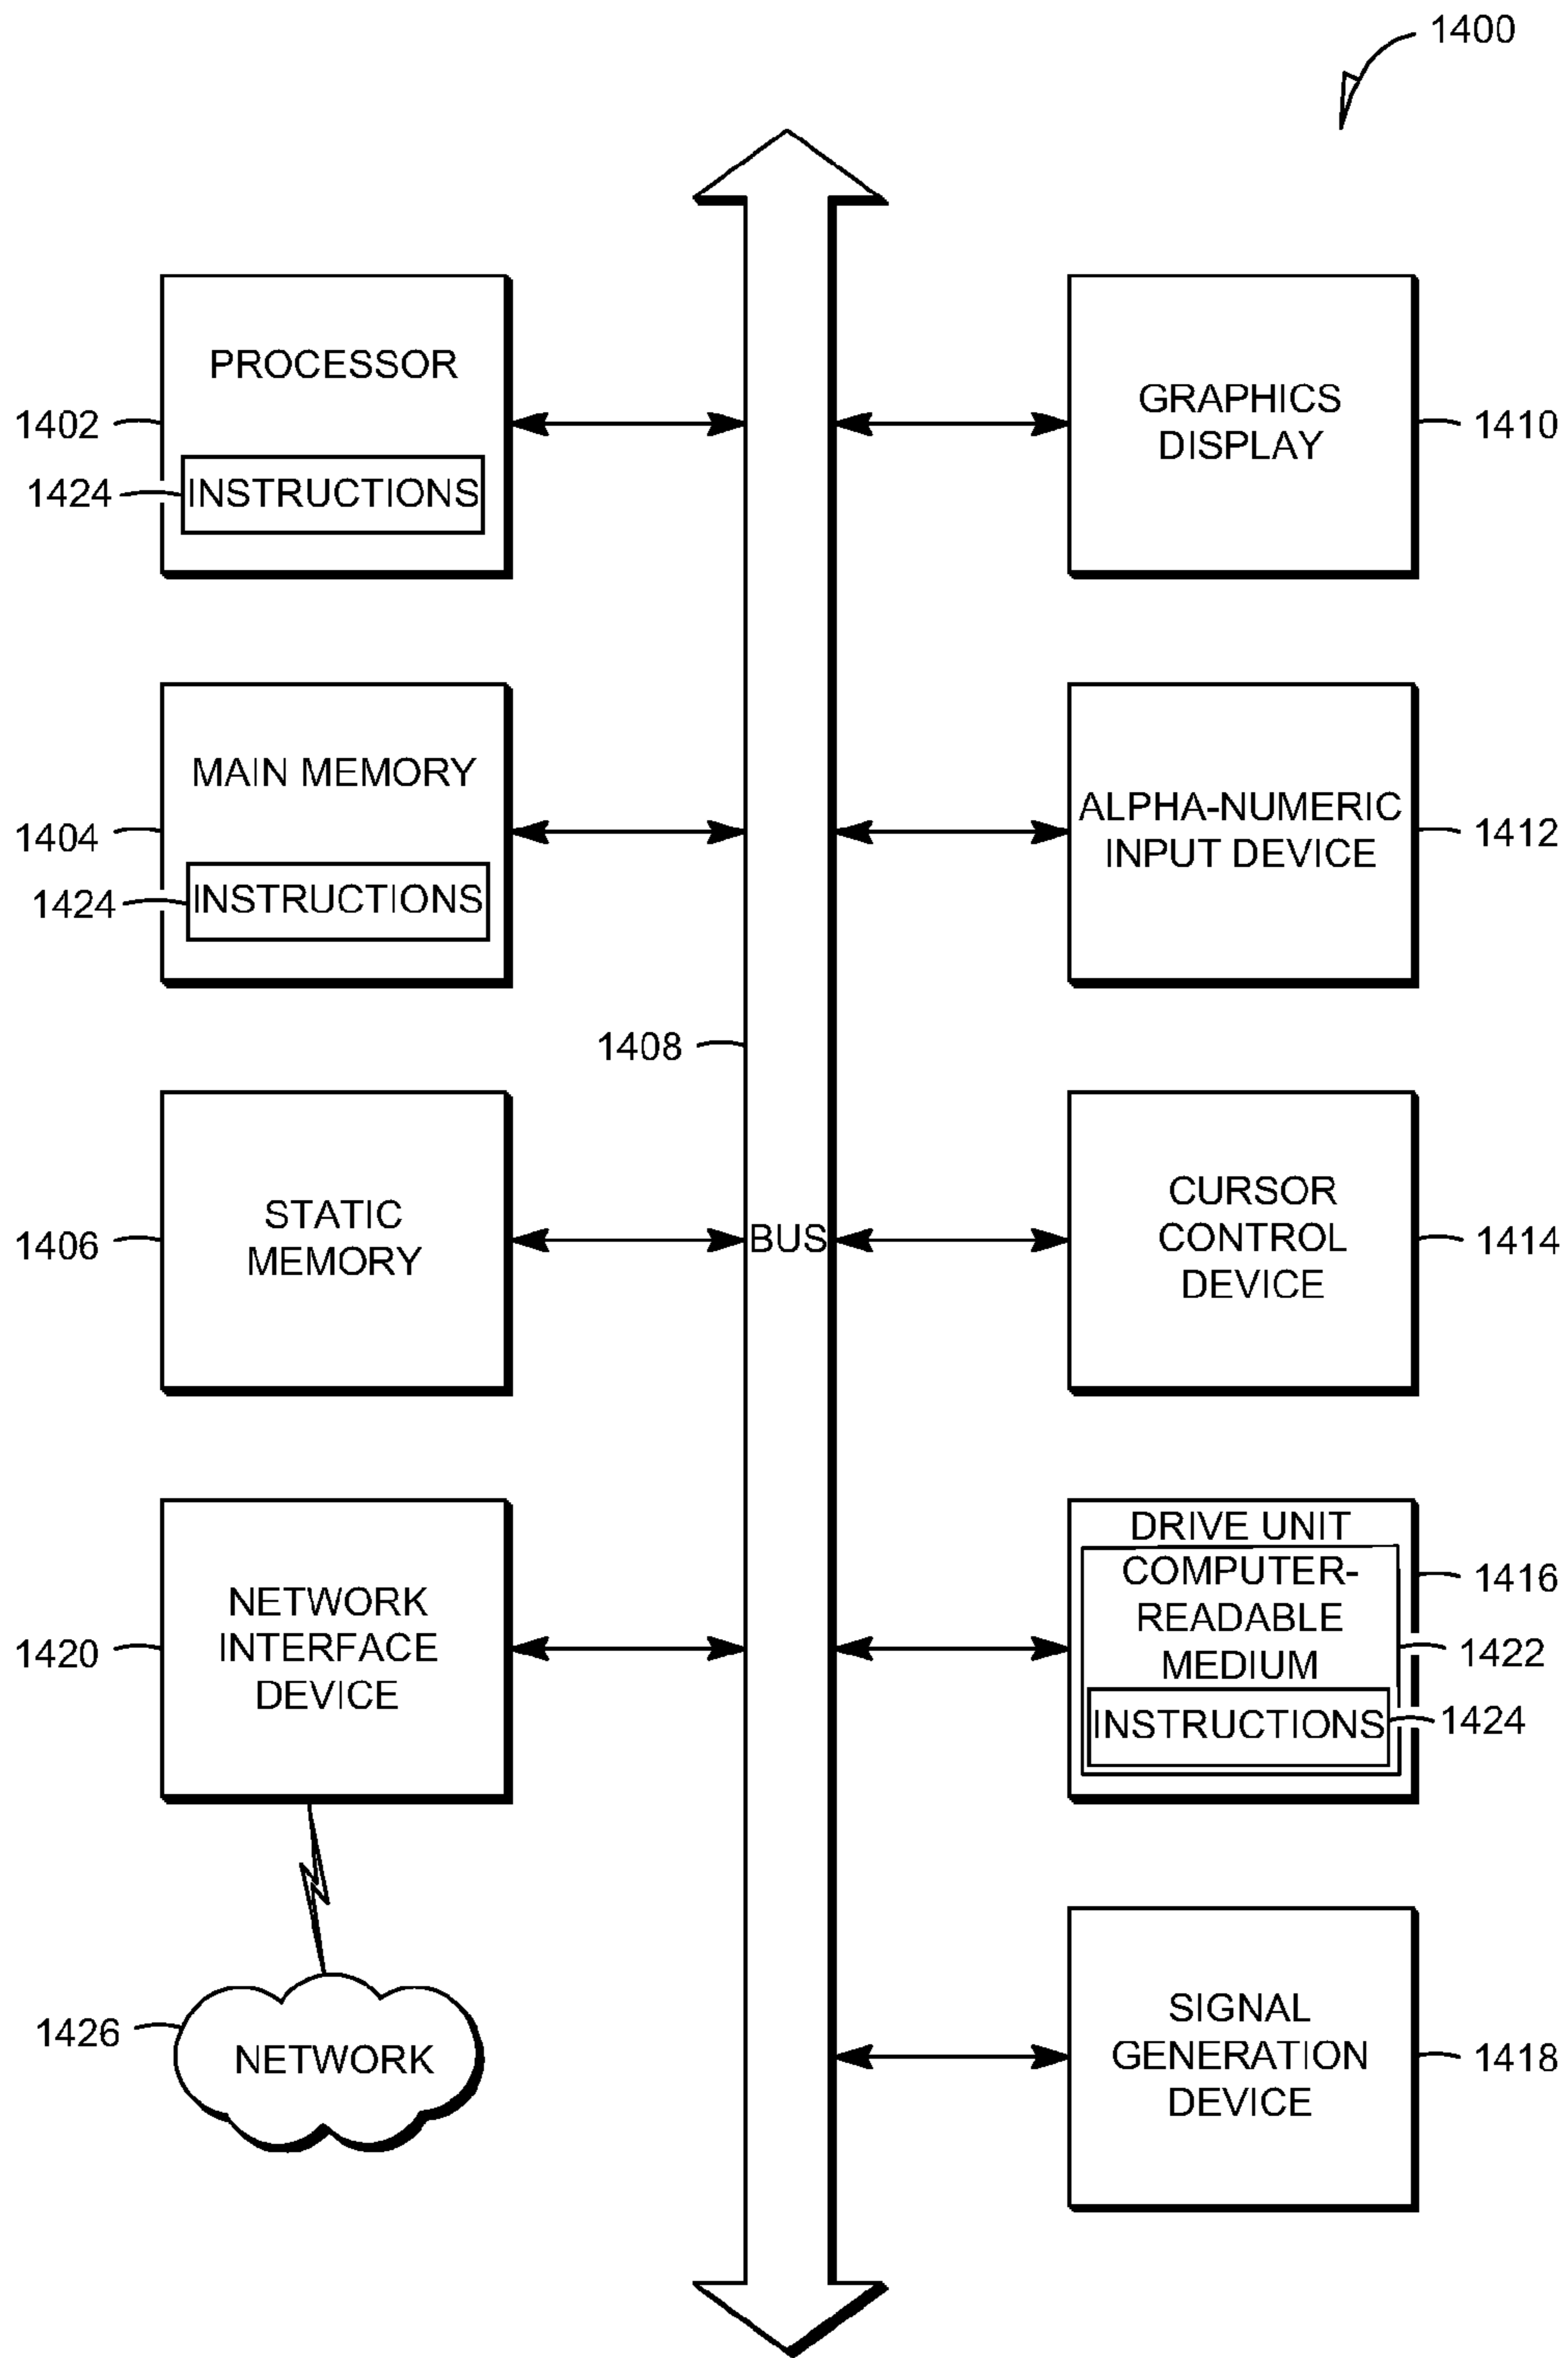 1400
PROCESSOR
1402
1424
INSTRUCTIONS
GRAPHICS
DISPLAY
1410
MAIN MEMORY
1404
1424
INSTRUCTIONS
ALPHA-NUMERIC
INPUT DEVICE
1412
1408
STATIC
MEMORY
1406
BUS
CURSOR
CONTROL
DEVICE
1414
NETWORK
INTERFACE
DEVICE
1420
DRIVE UNIT
1416
COMPUTER-
READABLE
MEDIUM
1422
INSTRUCTIONS
1424
1426
NETWORK
SIGNAL
GENERATION
DEVICE
1418